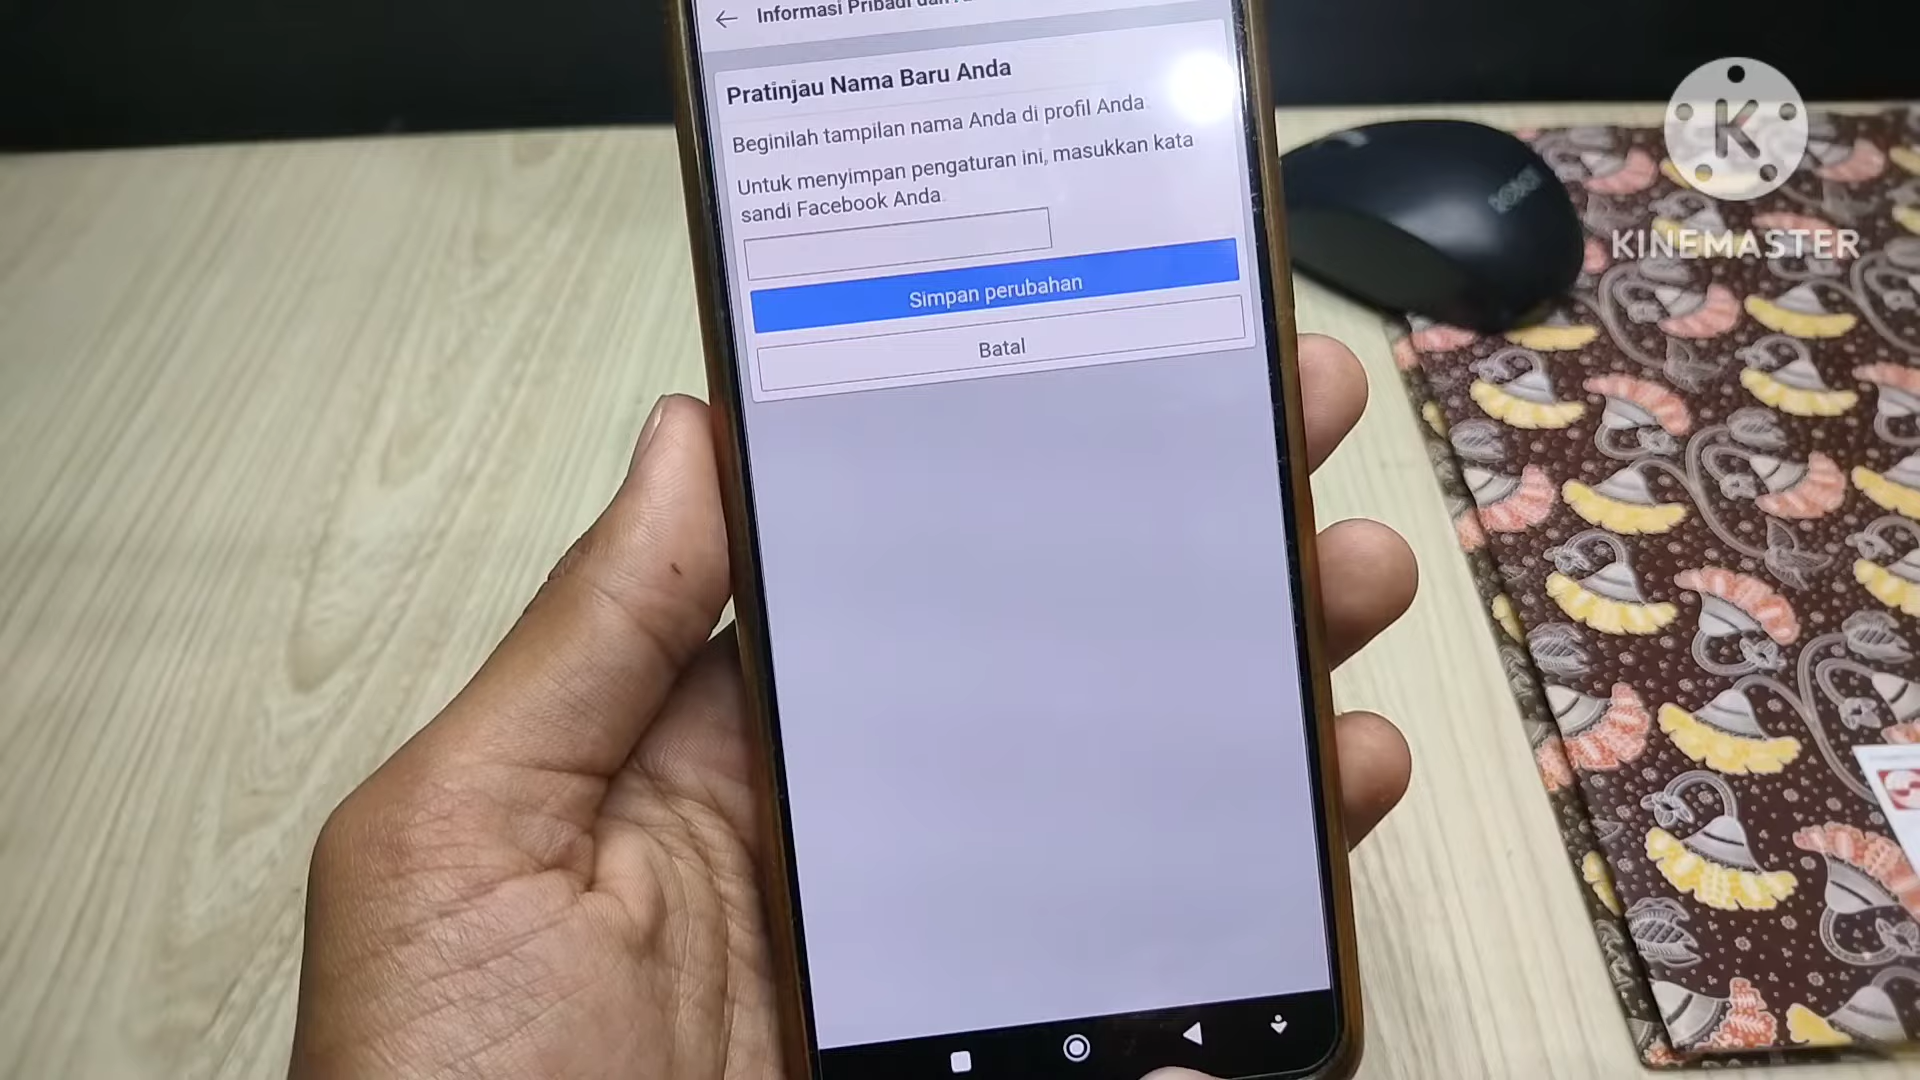 Informasi Pribadi dan
Pratinjau Nama Baru Anda
Beginilah tampilan nama Anda di profil Anda.
Untuk menyimpan pengaturan ini, masukkan kata
sandi Facebook Anda.
Simpan perubahan
Batal
K
KINEMASTER